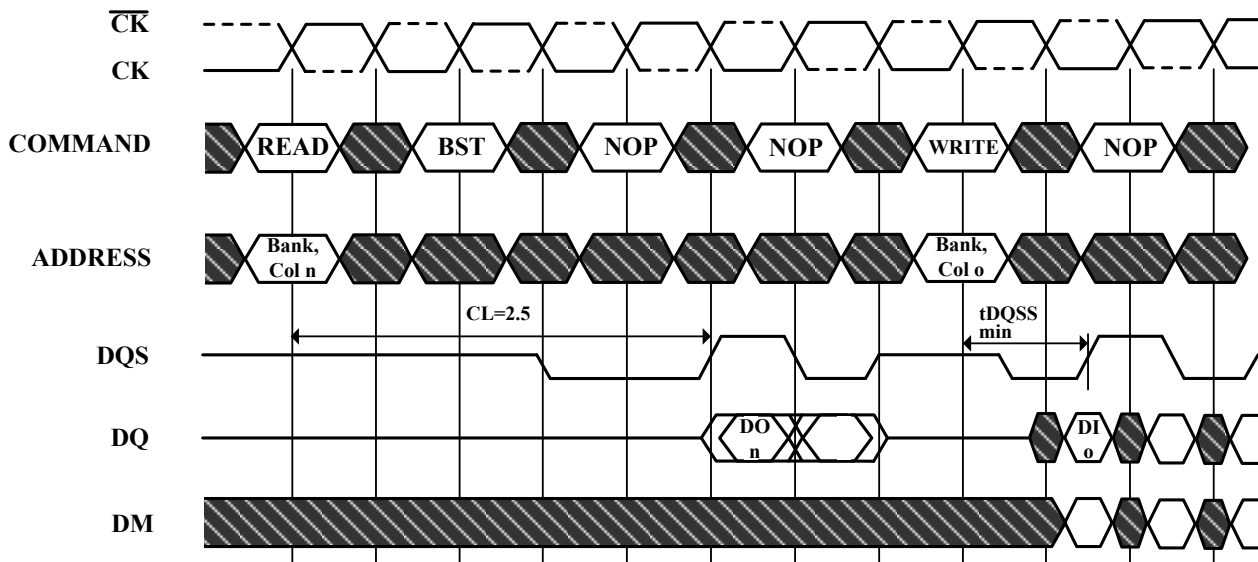 CK
CK
COMMAND
READ
BST
NOP
NOP
WRITE
NOP
ADDRESS
Bank,
Col n
Bank,
Col o
CL=2.5
tDQSS
min
DQS
DQ
DO
n
DI
o
DM